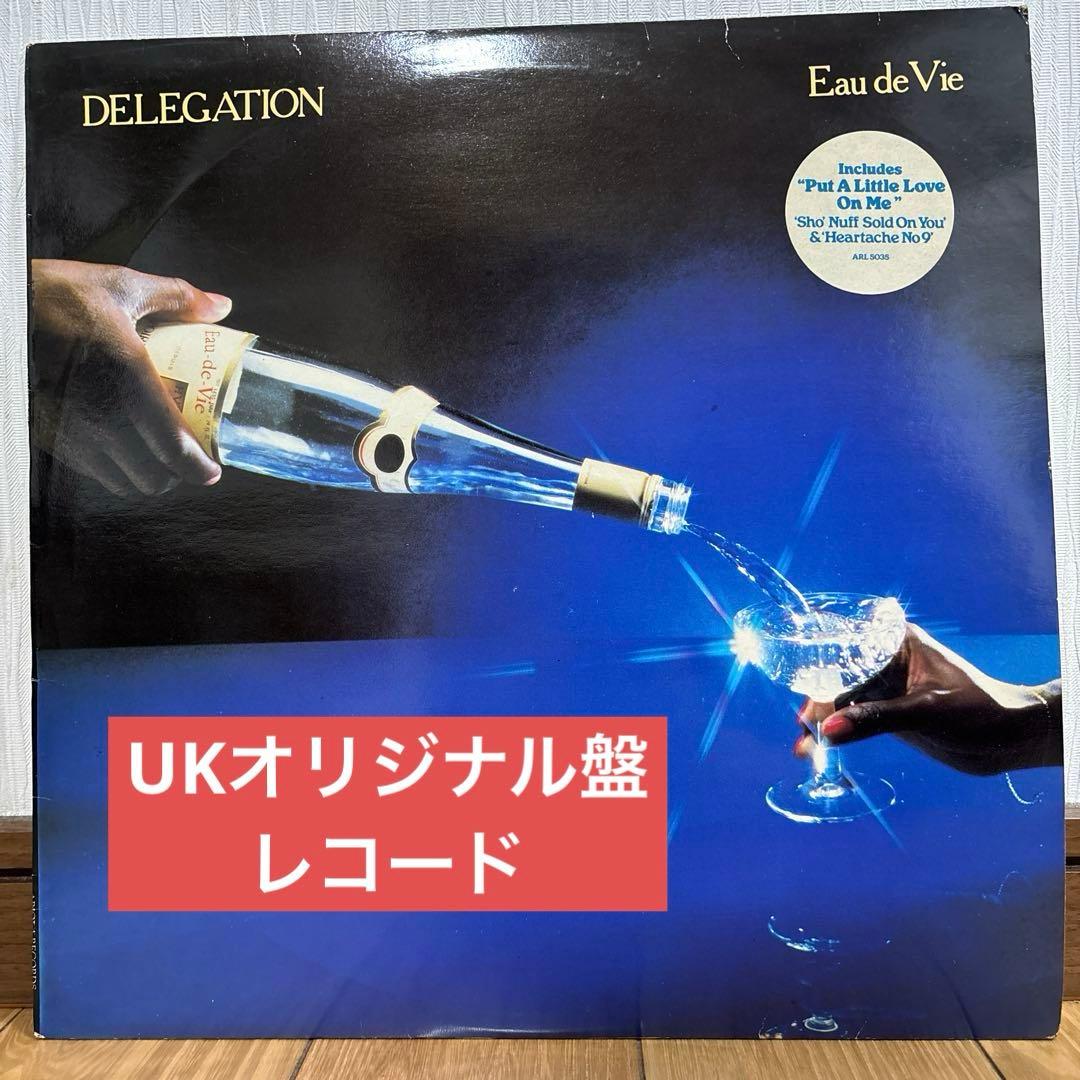 DELEGATION
Eau de Vie
Includes
"Put A Little Love
On Me"
'Sho' Nuff Sold On You'
& 'Heartache No 9'
ARL 5035
Eau-de-Vie
UKオリジナル盤
レコード